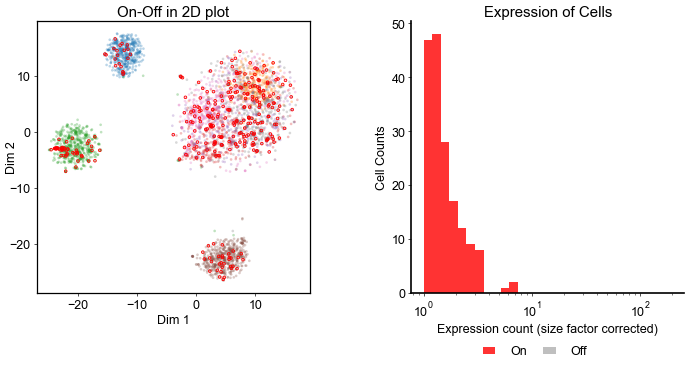 On-Off in 2D plot
Dim 2
10
0
−10
−20
−20 −10 0 10
Dim 1
Expression of Cells
Cell Counts
50
40
30
20
10
0
10^0 10^1 10^2
Expression count (size factor corrected)
On Off